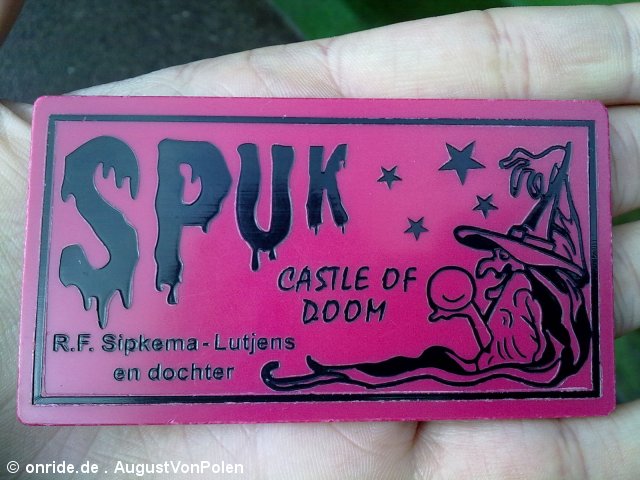 SPUK
CASTLE OF
DOOM
R.F. Sipkema-Lutjens
en dochter
© onride.de . AugustVonPolen